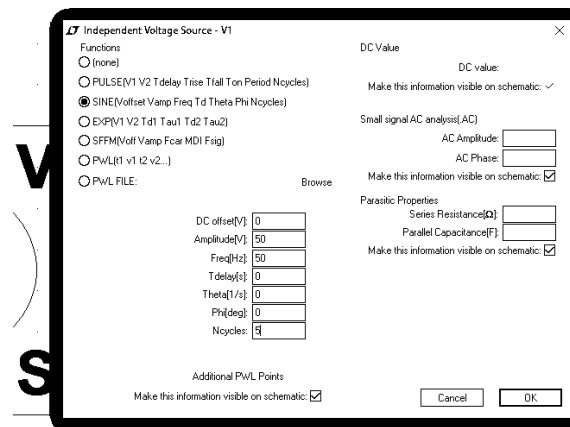 Independent Voltage Source - V1
Functions
(none)
PULSE(V1 V2 Tdelay Trise Tfall Ton Period Ncycles)
SINE(Voffset Vamp Freq Td Theta Phi Ncycles)
EXP(V1 V2 Td1 Tau1 Td2 Tau2)
SFFM(Voff Vamp Fcar MDI Fsig)
PWL(t1 v1 t2 v2...)
PWL FILE: Browse
DC offset[V]: 0
Amplitude[V]: 50
Freq[Hz]: 50
Tdelay[s]: 0
Theta[1/s]: 0
Phi[deg]: 0
Ncycles: 5
Additional PWL Points
Make this information visible on schematic:
DC Value
DC value:
Make this information visible on schematic:
Small signal AC analysis(.AC)
AC Amplitude:
AC Phase:
Make this information visible on schematic:
Parasitic Properties
Series Resistance[Ω]:
Parallel Capacitance[F]:
Make this information visible on schematic:
Cancel OK
V
S